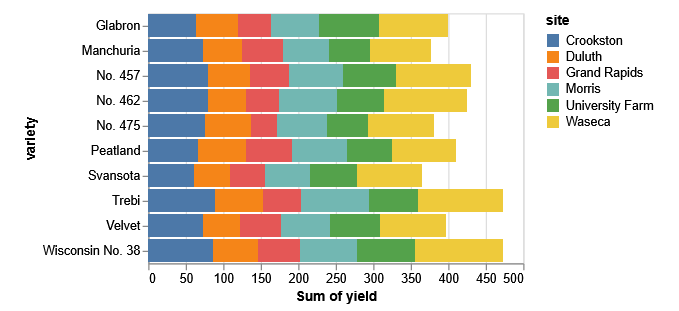 Glabron
Manchuria
No. 457
No. 462
No. 475
Peatland
Svansota
Trebi
Velvet
Wisconsin No. 38
variety
0 50 100 150 200 250 300 350 400 450 500
Sum of yield
site
Crookston
Duluth
Grand Rapids
Morris
University Farm
Waseca